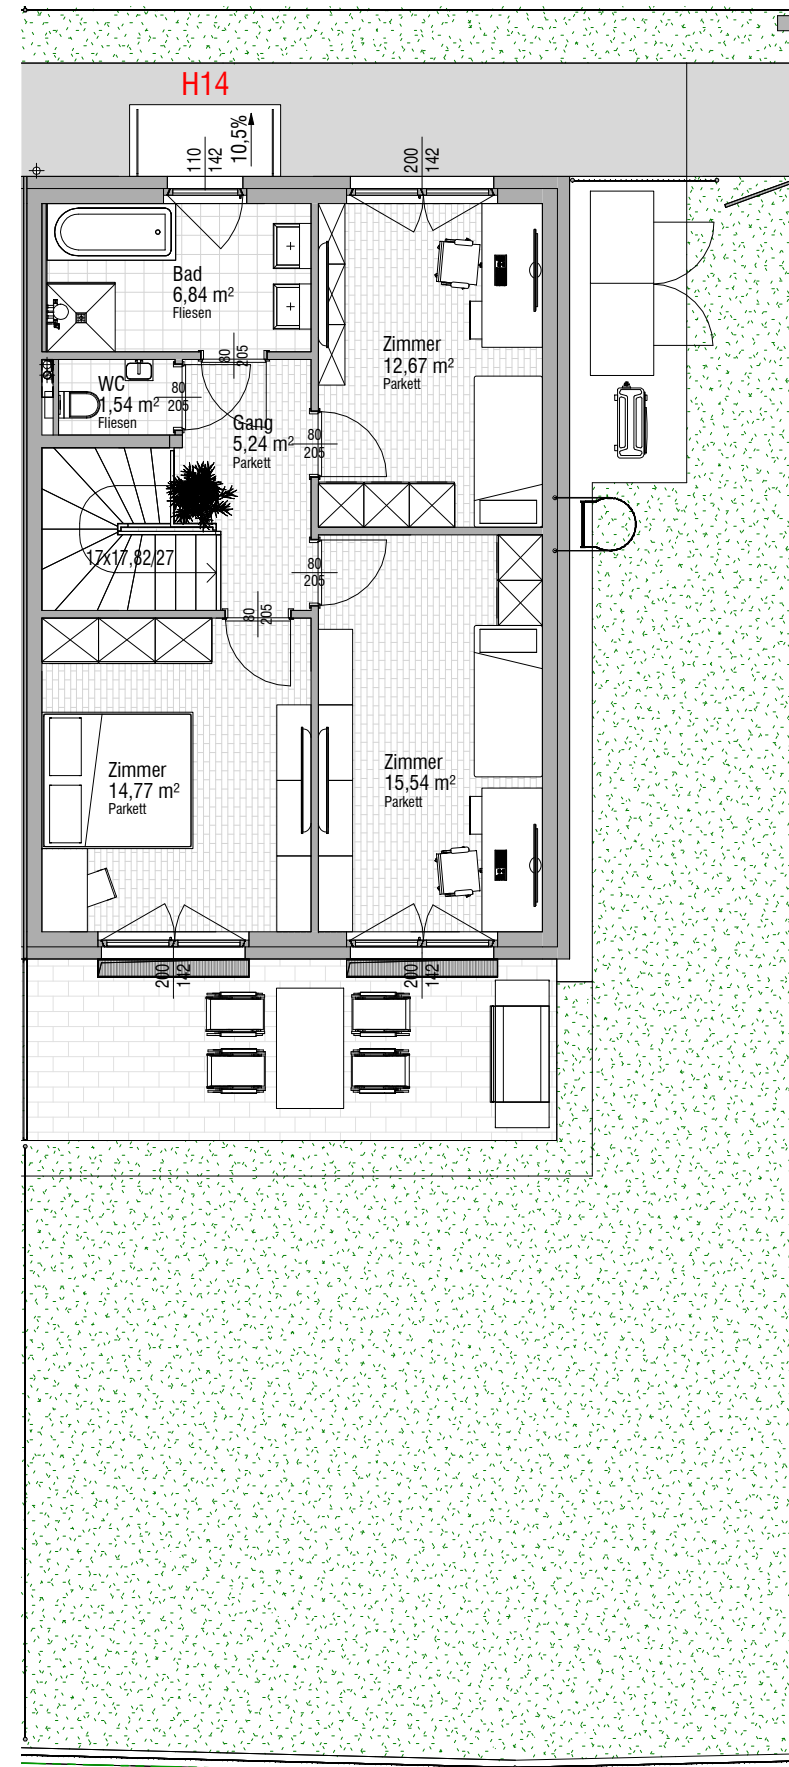 H14
10,5%
110
142
200
142
Bad
6,84 m²
Fliesen
Zimmer
12,67 m²
Parkett
80
205
WC
1,54 m²
Fliesen
80
205
Gang
5,24 m²
Parkett
80
205
17x17,82/27
80
205
80
205
Zimmer
14,77 m²
Parkett
Zimmer
15,54 m²
Parkett
200
142
200
142